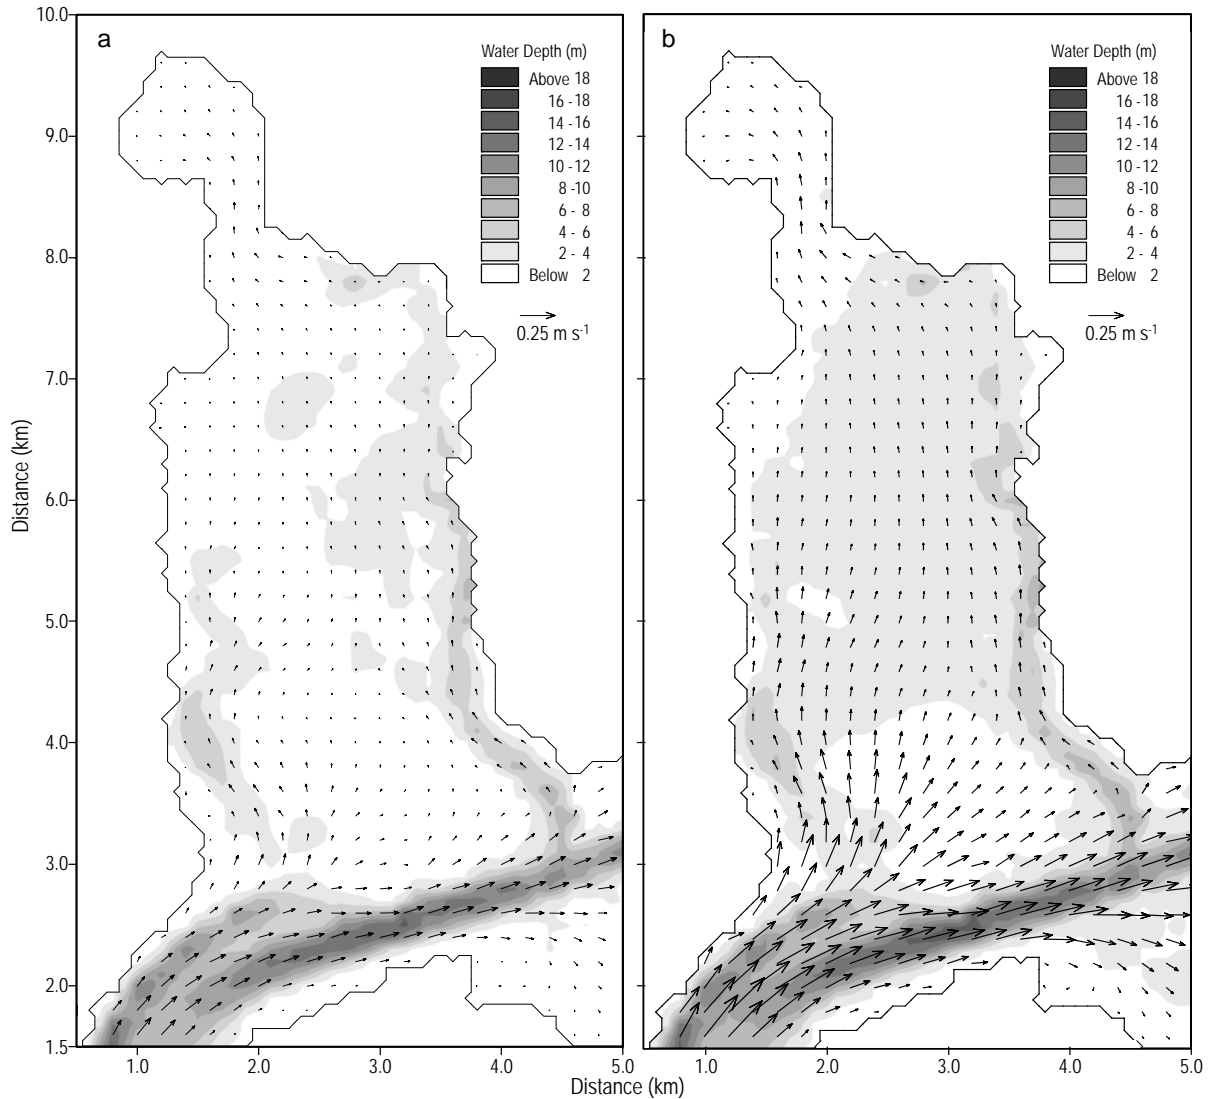 10.0
9.0
8.0
7.0
6.0
5.0
4.0
3.0
2.0
1.5
Distance (km)
a
Water Depth (m)
Above 18
16 - 18
14 - 16
12 - 14
10 - 12
8 - 10
6 - 8
4 - 6
2 - 4
Below 2
0.25 m s-1
1.0 2.0 3.0 4.0 5.0
b
Water Depth (m)
Above 18
16 - 18
14 - 16
12 - 14
10 - 12
8 - 10
6 - 8
4 - 6
2 - 4
Below 2
0.25 m s-1
1.0 2.0 3.0 4.0 5.0
Distance (km)